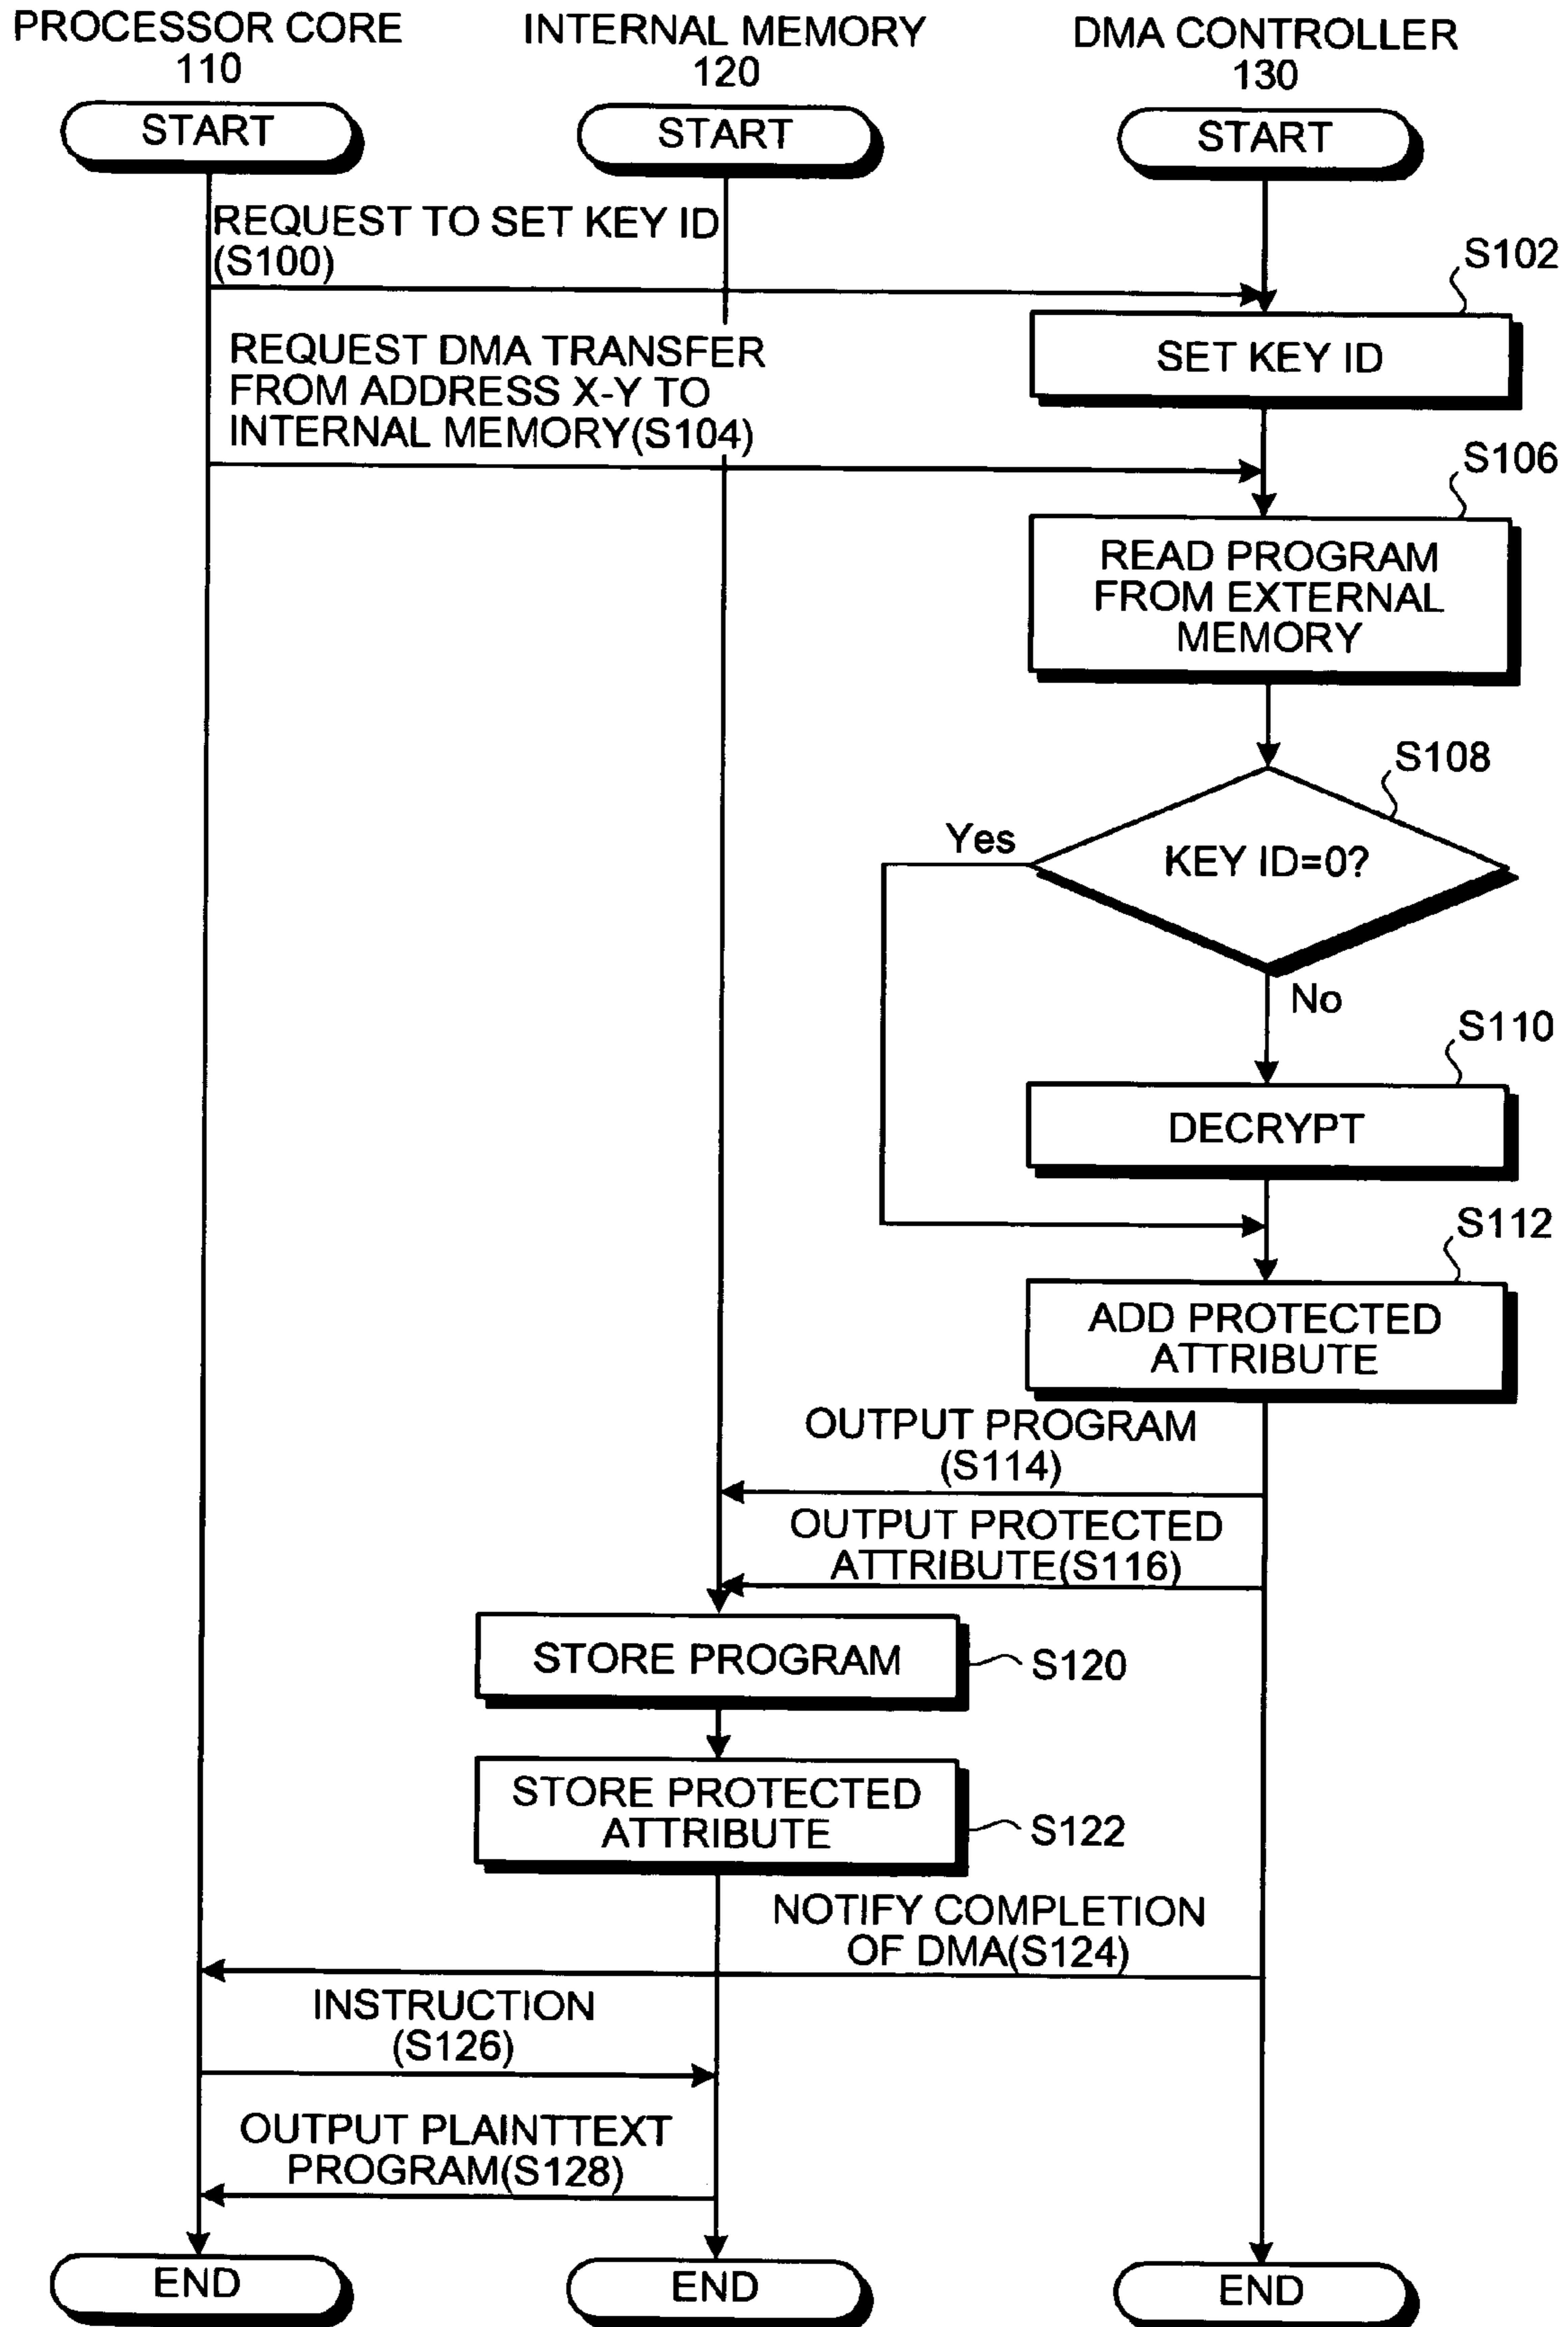 PROCESSOR CORE
110
INTERNAL MEMORY
120
DMA CONTROLLER
130
START
START
START
REQUEST TO SET KEY ID
(S100)
S102
SET KEY ID
REQUEST DMA TRANSFER
FROM ADDRESS X-Y TO
INTERNAL MEMORY(S104)
S106
READ PROGRAM
FROM EXTERNAL
MEMORY
S108
Yes
KEY ID=0?
No
S110
DECRYPT
S112
ADD PROTECTED
ATTRIBUTE
OUTPUT PROGRAM
(S114)
OUTPUT PROTECTED
ATTRIBUTE(S116)
STORE PROGRAM
S120
STORE PROTECTED
ATTRIBUTE
S122
NOTIFY COMPLETION
OF DMA(S124)
INSTRUCTION
(S126)
OUTPUT PLAINTTEXT
PROGRAM(S128)
END
END
END